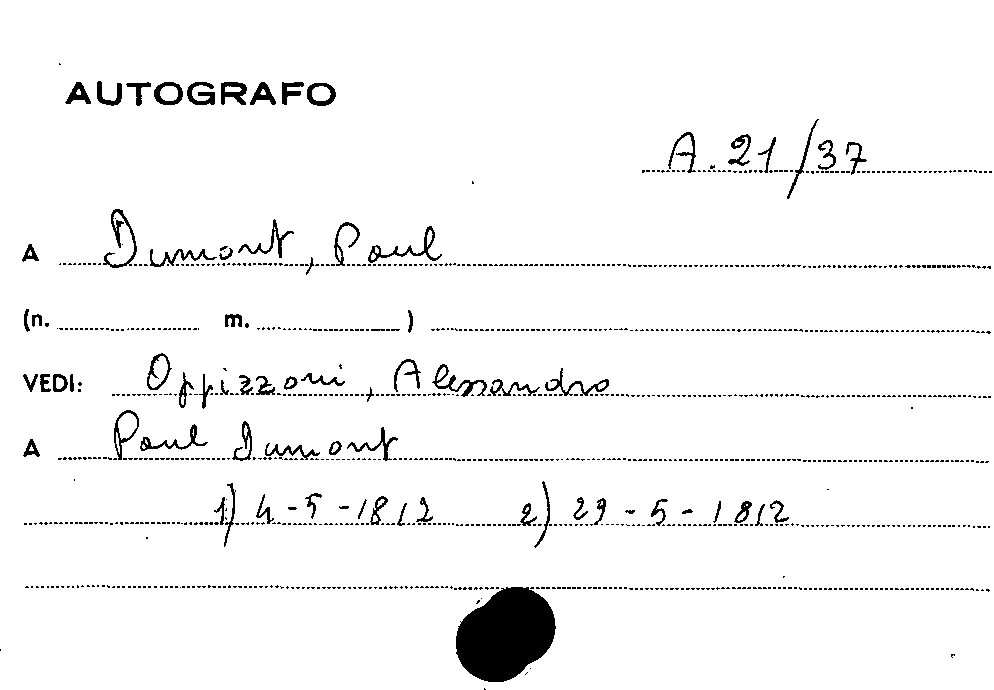 AUTOGRAFO
A. 21/37
A Dumont, Paul
(n. m. )
VEDI: Oppizzoni, Alessandro
A Paul Dumont
1) 4-5-1812 2) 29-5-1812